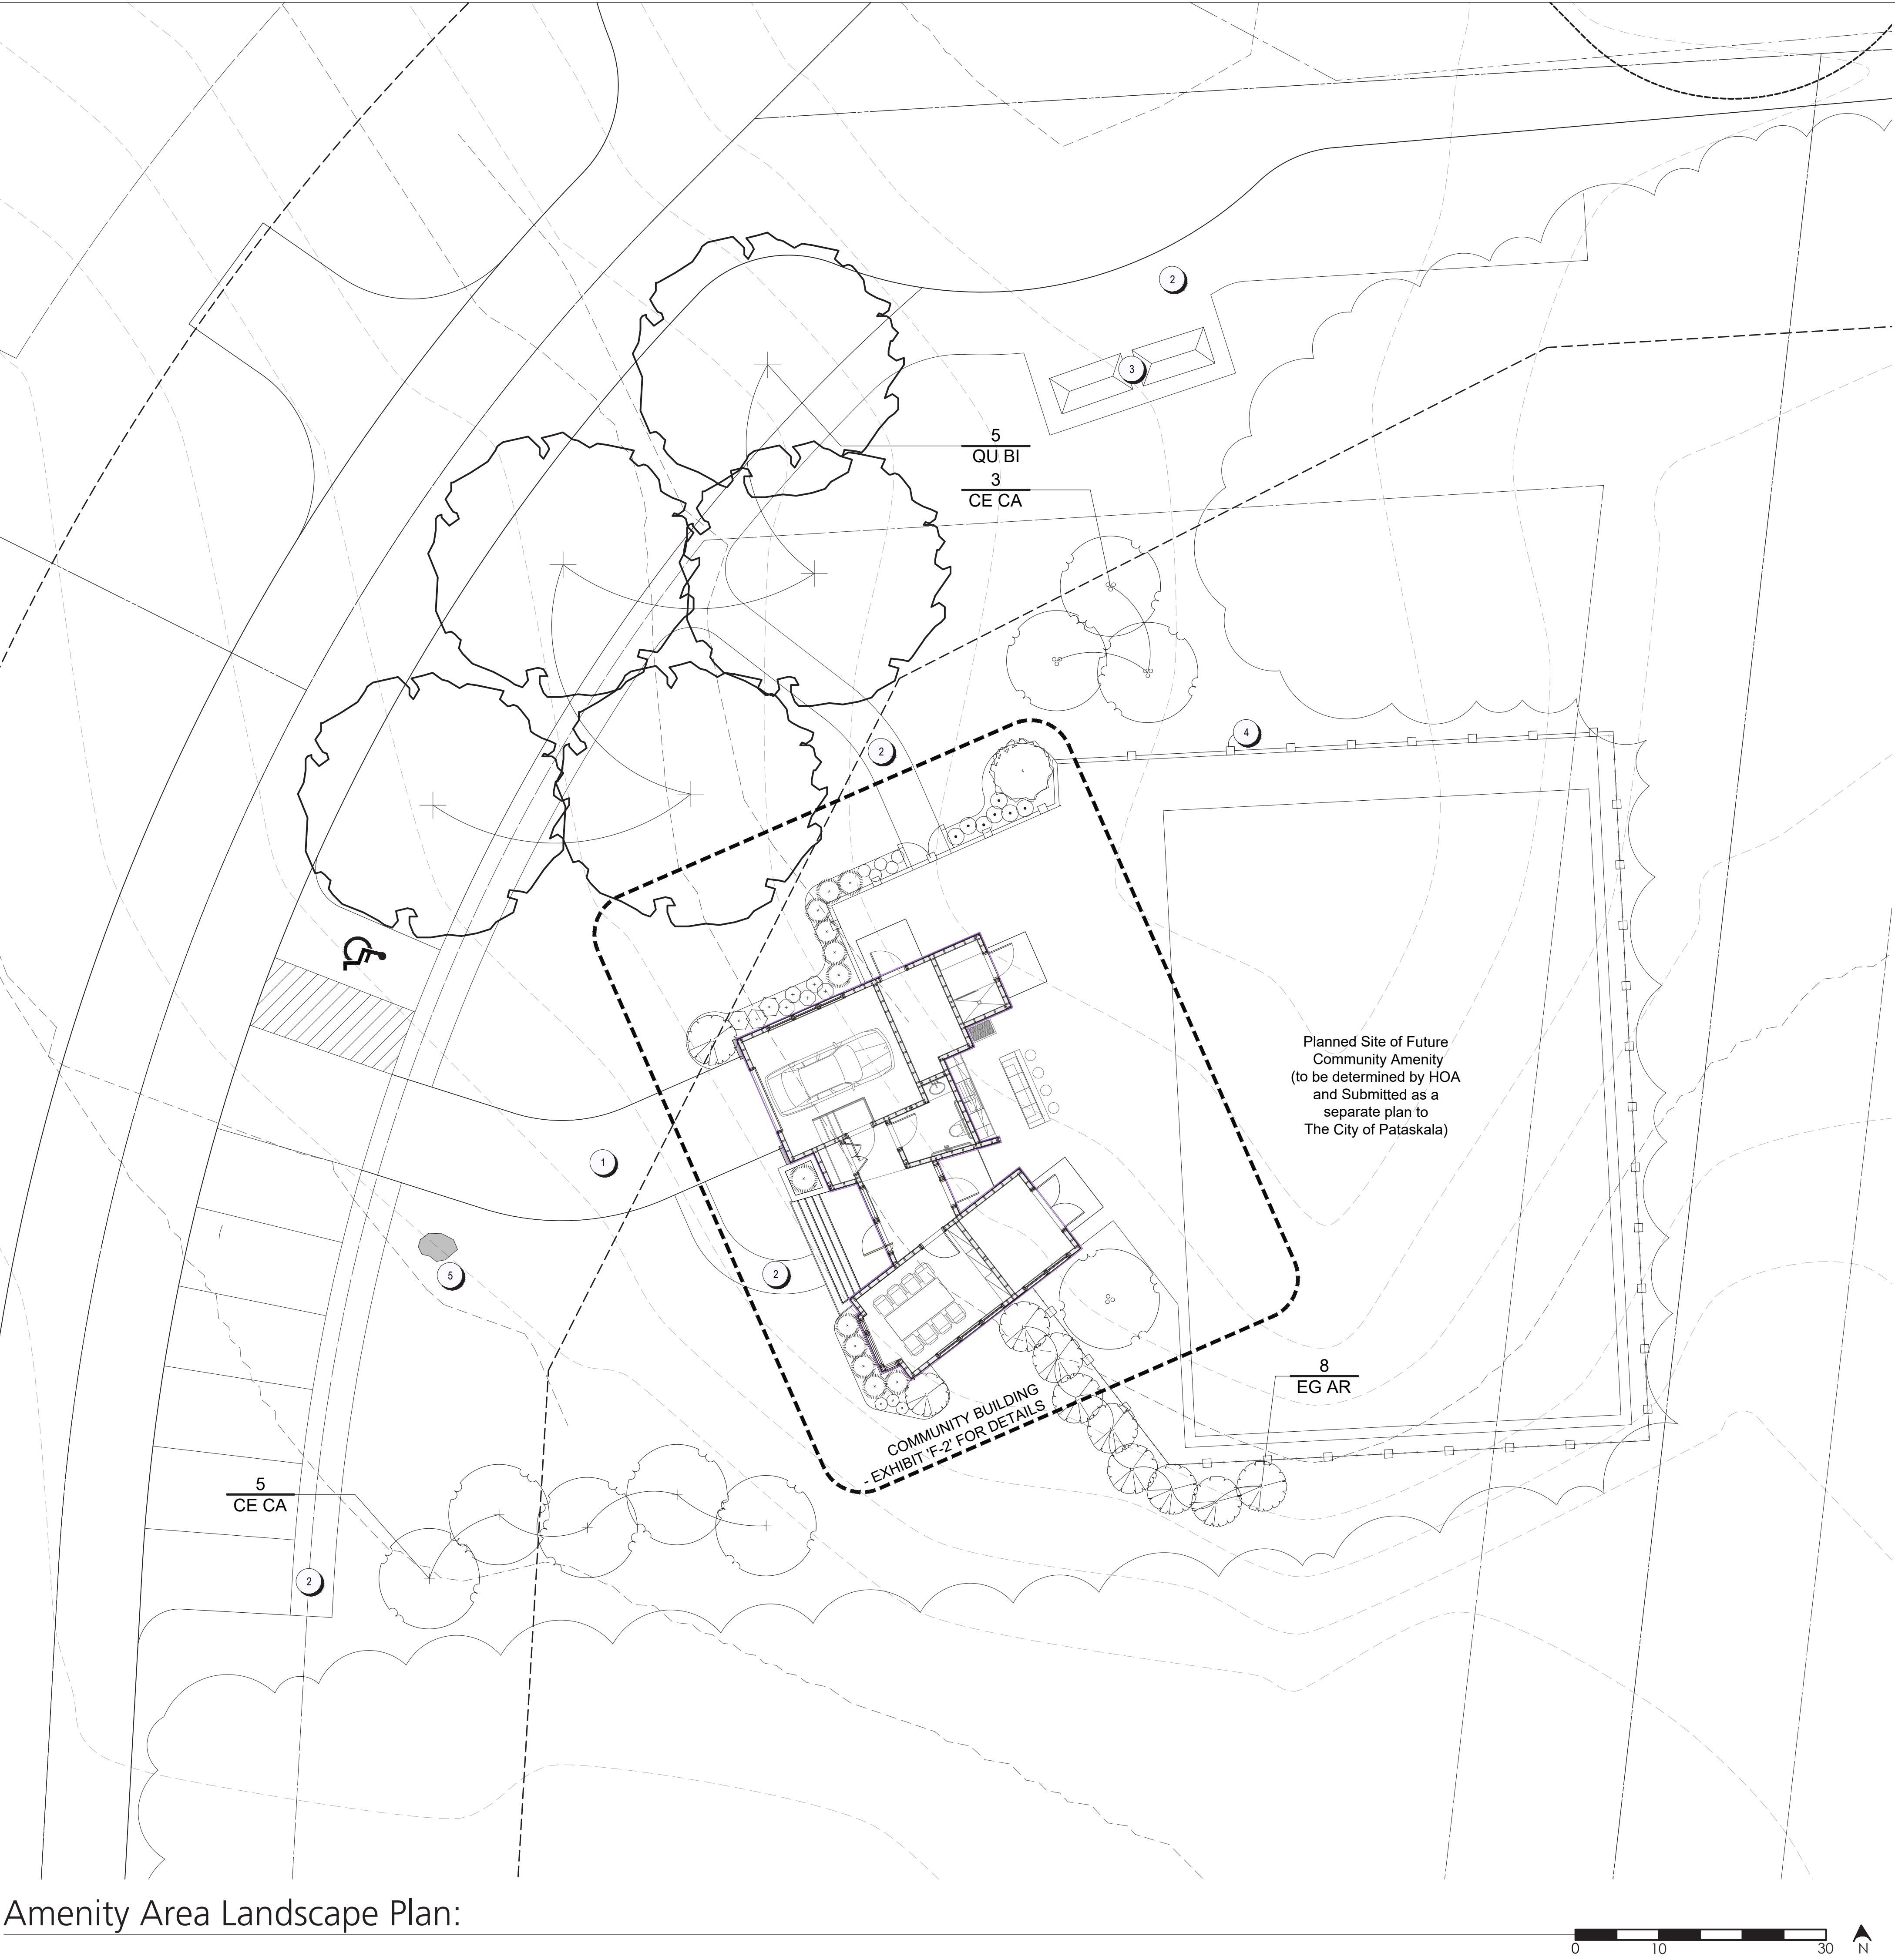 2
3
5
QU BI
3
CE CA
4
2
Planned Site of Future
Community Amenity
(to be determined by HOA
and Submitted as a
separate plan to
The City of Pataskala)
1
5
2
8
EG AR
COMMUNITY BUILDING
- EXHIBIT 'F-2' FOR DETAILS
5
CE CA
2
Amenity Area Landscape Plan:
0 10 30 N